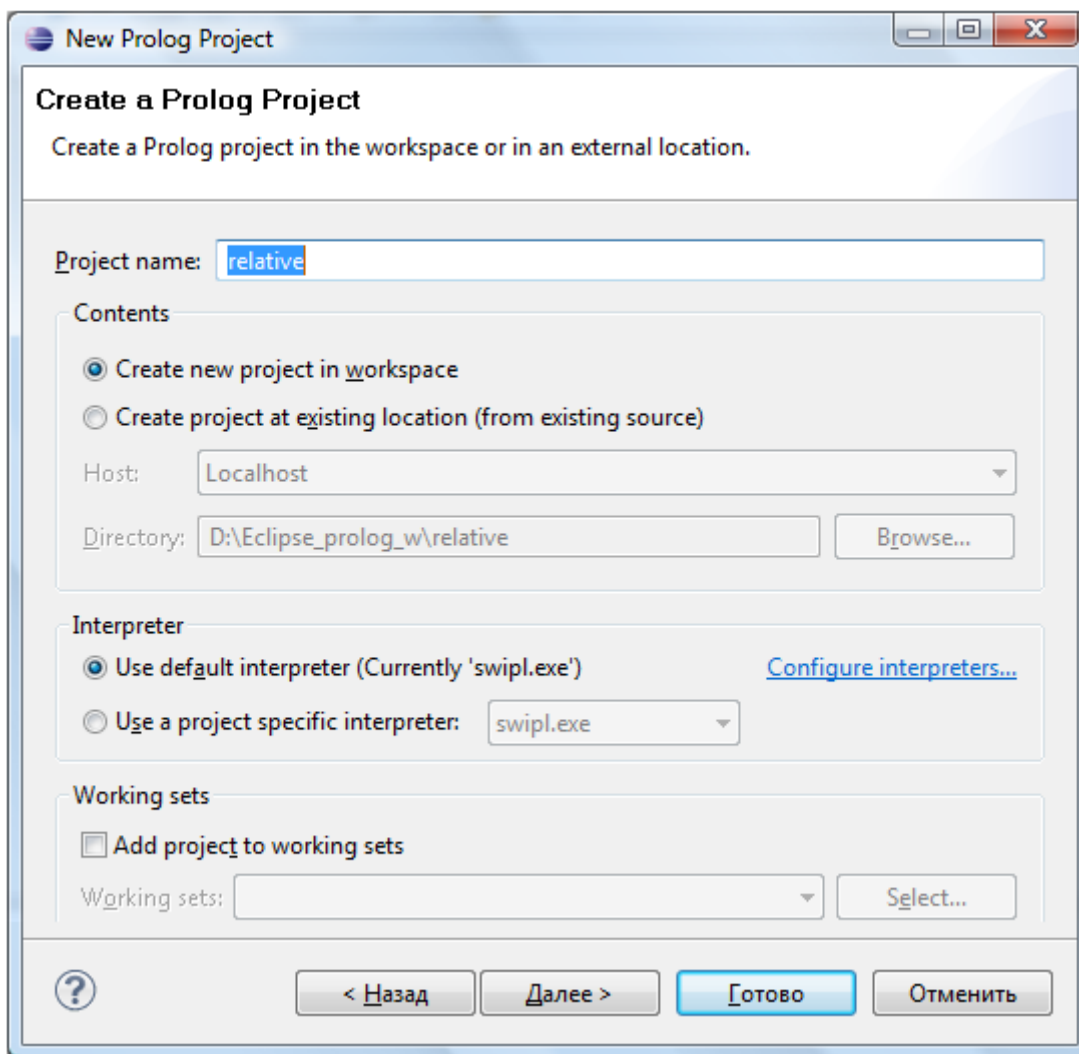 New Prolog Project
Create a Prolog Project
Create a Prolog project in the workspace or in an external location.
Project name: relative
Contents
Create new project in workspace
Create project at existing location (from existing source)
Host: Localhost
Directory: D:\Eclipse_prolog_w\relative Browse...
Interpreter
Use default interpreter (Currently 'swipl.exe') Configure interpreters...
Use a project specific interpreter: swipl.exe
Working sets
Add project to working sets
Working sets: Select...
? < Назад Далее > Готово Отменить